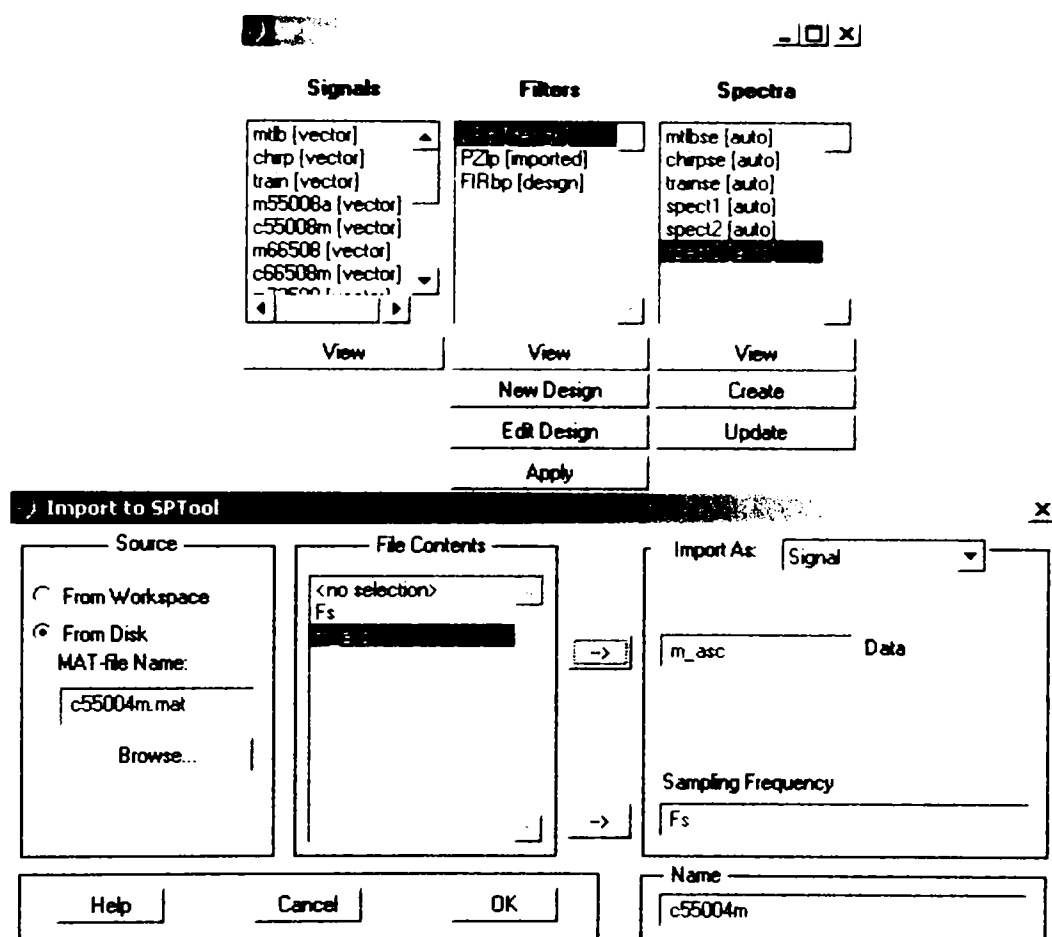 Signals Filters Spectra
mtlb [vector]
chirp [vector]
train [vector]
m55008a [vector]
c55008m [vector]
m66508 [vector]
c66508m [vector]
PZlp [imported]
FIRbp [design]
mtlbse [auto]
chirpse [auto]
trainse [auto]
spect1 [auto]
spect2 [auto]
View View View
New Design Create
Edit Design Update
Apply
Import to SPTool
Source
From Workspace
From Disk
MAT-file Name:
c55004m.mat
Browse...
File Contents
<no selection>
Fs
->
->
Import As: Signal
m_asc Data
Sampling Frequency
Fs
Help Cancel OK
Name
c55004m